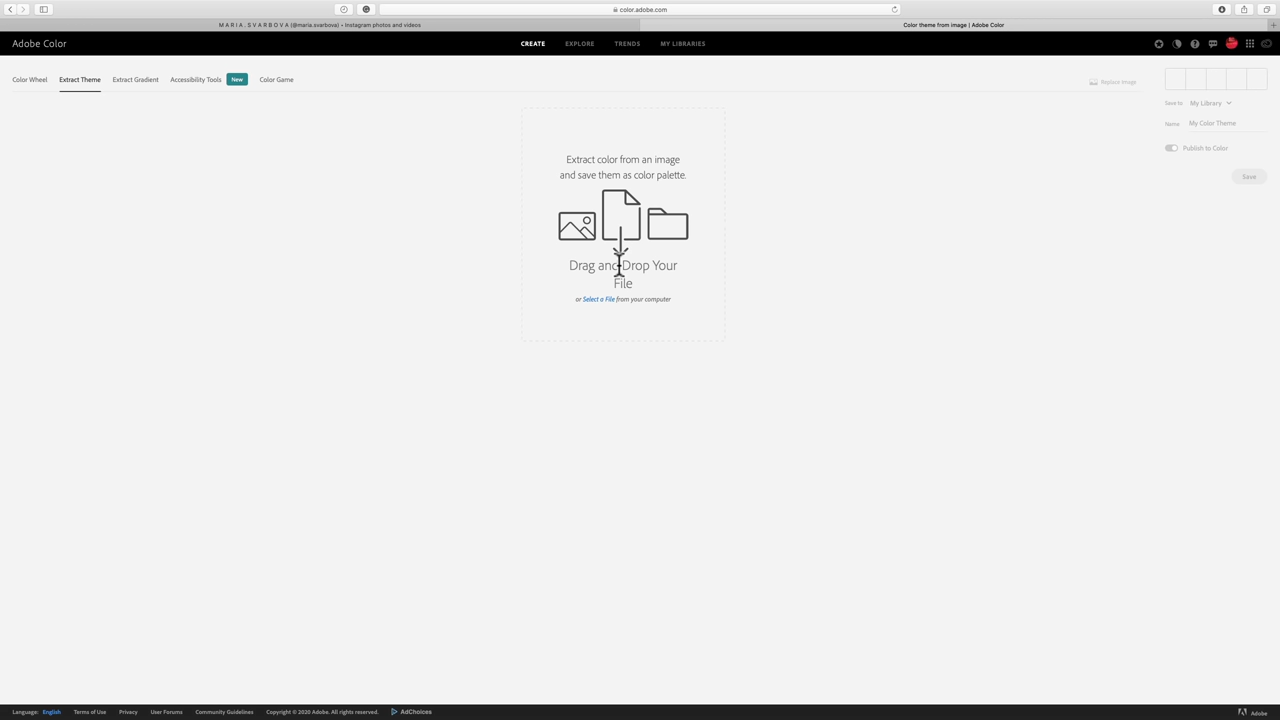 color.adobe.com
M A R I A . S V A R B O V A (@maria.svarbova) • Instagram photos and videos
Color theme from image | Adobe Color
Adobe Color
CREATE
EXPLORE
TRENDS
MY LIBRARIES
Color Wheel
Extract Theme
Extract Gradient
Accessibility Tools
New
Color Game
Replace Image
Save to
My Library
Name
My Color Theme
Publish to Color
Save
Extract color from an image
and save them as color palette.
Drag and Drop Your
File
or Select a File from your computer
Language: English
Terms of Use
Privacy
User Forums
Community Guidelines
Copyright © 2020 Adobe. All rights reserved.
AdChoices
Adobe